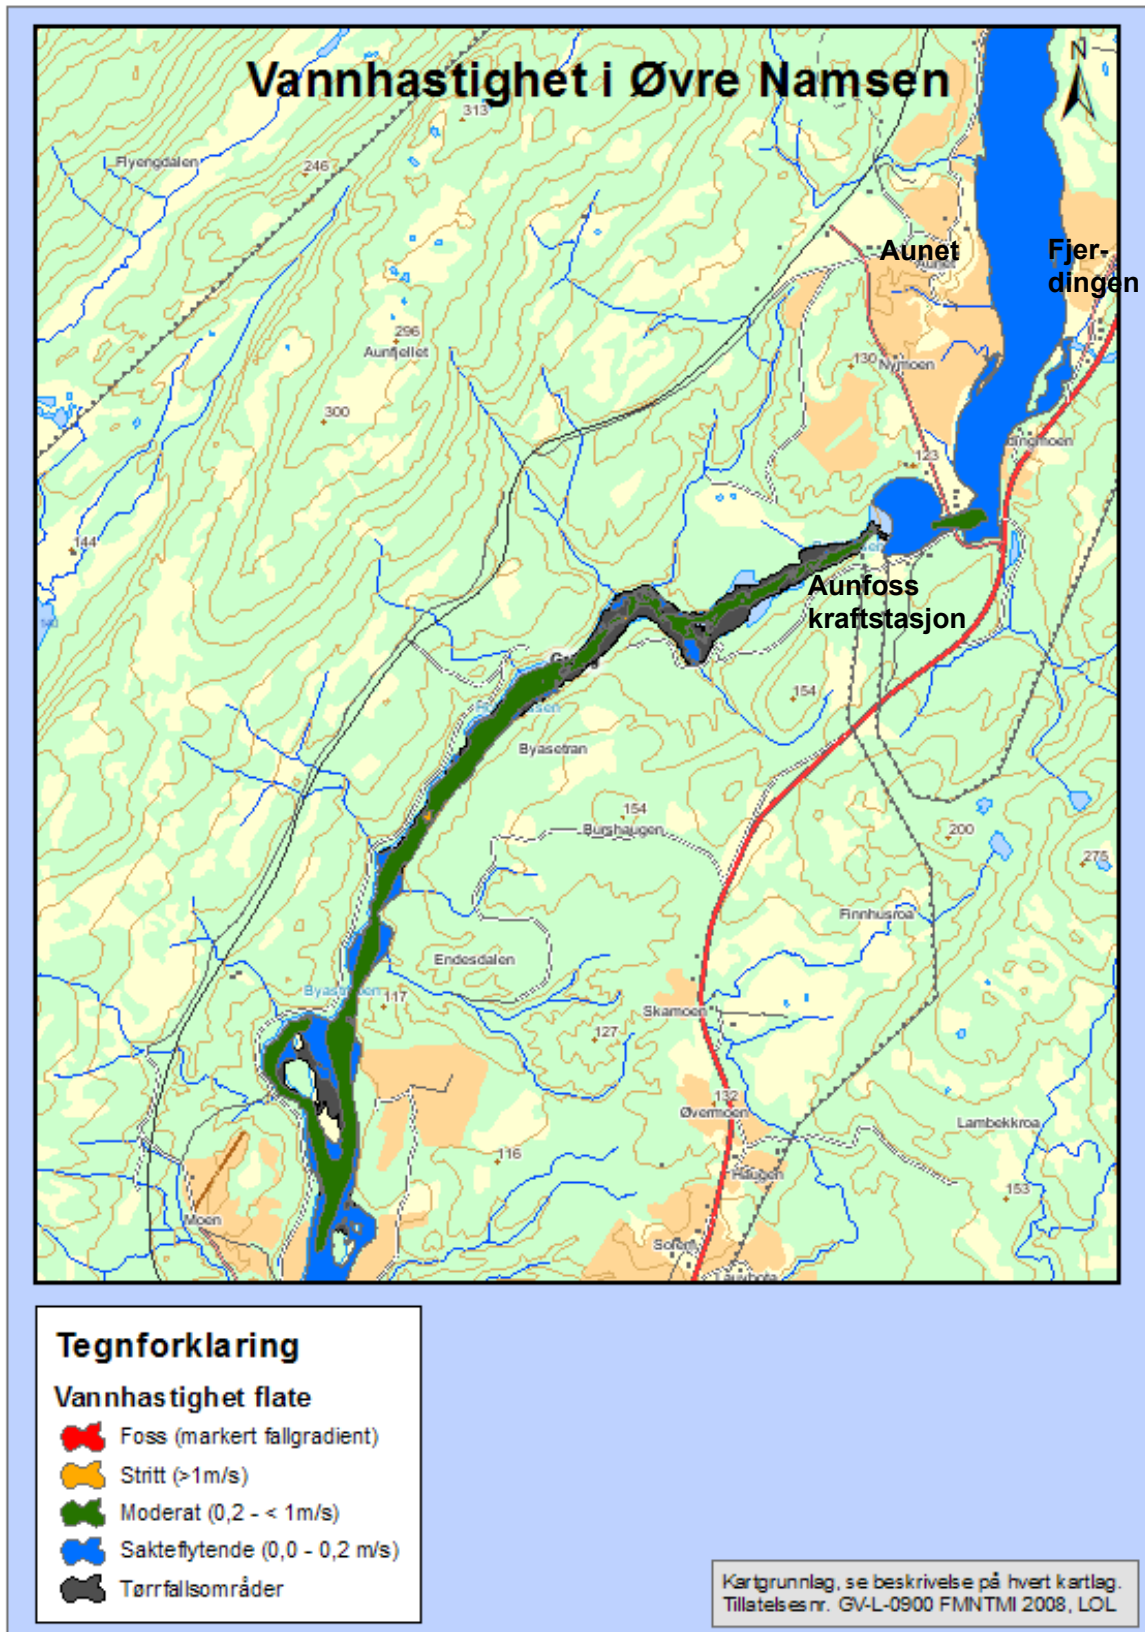 Vannhastighet i Øvre Namsen
N
313
Flyengdalen
246
Aunet
Aunet
Fjer-
dingen
296
Aunfjellet
130
Nymoen
300
dingmoen
123
144
Aunfoss
kraftstasjon
154
Byasetran
154
Burshaugen
200
275
Finnhusroa
Endesdalen
117
Skamoen
127
132
Øvermoen
Lambekkroa
116
Haugen
153
Moen
Tegnforklaring
Vannhastighet flate
Foss (markert fallgradient)
Stritt (>1m/s)
Moderat (0,2 - < 1m/s)
Sakteflytende (0,0 - 0,2 m/s)
Tørrfallsområder
Kartgrunnlag, se beskrivelse på hvert kartlag.
Tillatelsesnr. GV-L-0900 FMNTMI 2008, LOL